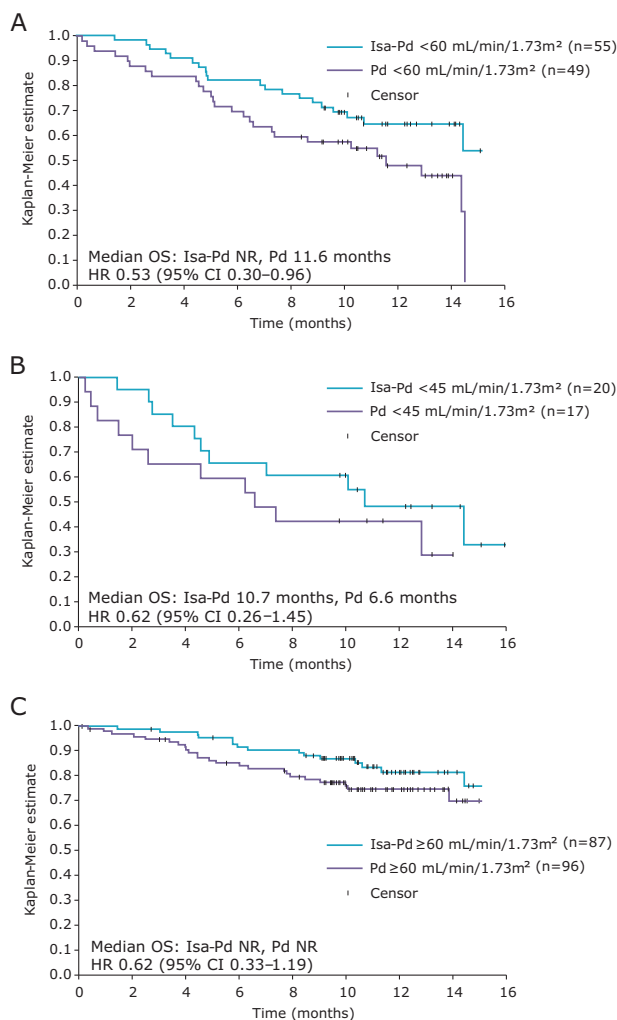 A
Kaplan-Meier estimate
1.0
0.9
0.8
0.7
0.6
0.5
0.4
0.3
0.2
0.1
0.0
Isa-Pd <60 mL/min/1.73m² (n=55)
Pd <60 mL/min/1.73m² (n=49)
Censor
Median OS: Isa-Pd NR, Pd 11.6 months
HR 0.53 (95% CI 0.30–0.96)
0 2 4 6 8 10 12 14 16
Time (months)
B
Kaplan-Meier estimate
1.0
0.9
0.8
0.7
0.6
0.5
0.4
0.3
0.2
0.1
0.0
Isa-Pd <45 mL/min/1.73m² (n=20)
Pd <45 mL/min/1.73m² (n=17)
Censor
Median OS: Isa-Pd 10.7 months, Pd 6.6 months
HR 0.62 (95% CI 0.26–1.45)
0 2 4 6 8 10 12 14 16
Time (months)
C
Kaplan-Meier estimate
1.0
0.9
0.8
0.7
0.6
0.5
0.4
0.3
0.2
0.1
0.0
Isa-Pd ≥60 mL/min/1.73m² (n=87)
Pd ≥60 mL/min/1.73m² (n=96)
Censor
Median OS: Isa-Pd NR, Pd NR
HR 0.62 (95% CI 0.33–1.19)
0 2 4 6 8 10 12 14 16
Time (months)